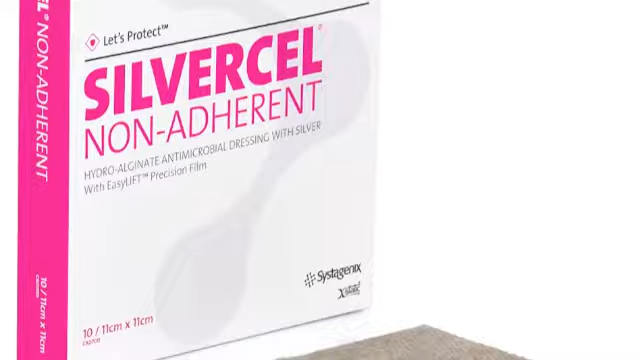 Let's Protect™
SILVERCEL®
NON-ADHERENT
HYDRO-ALGINATE ANTIMICROBIAL DRESSING WITH SILVER
With EasyLIFT™ Precision Film
Systagenix
10 / 11cm x 11cm
EL® NON-ADHERENT
10 / 11cm x 11cm